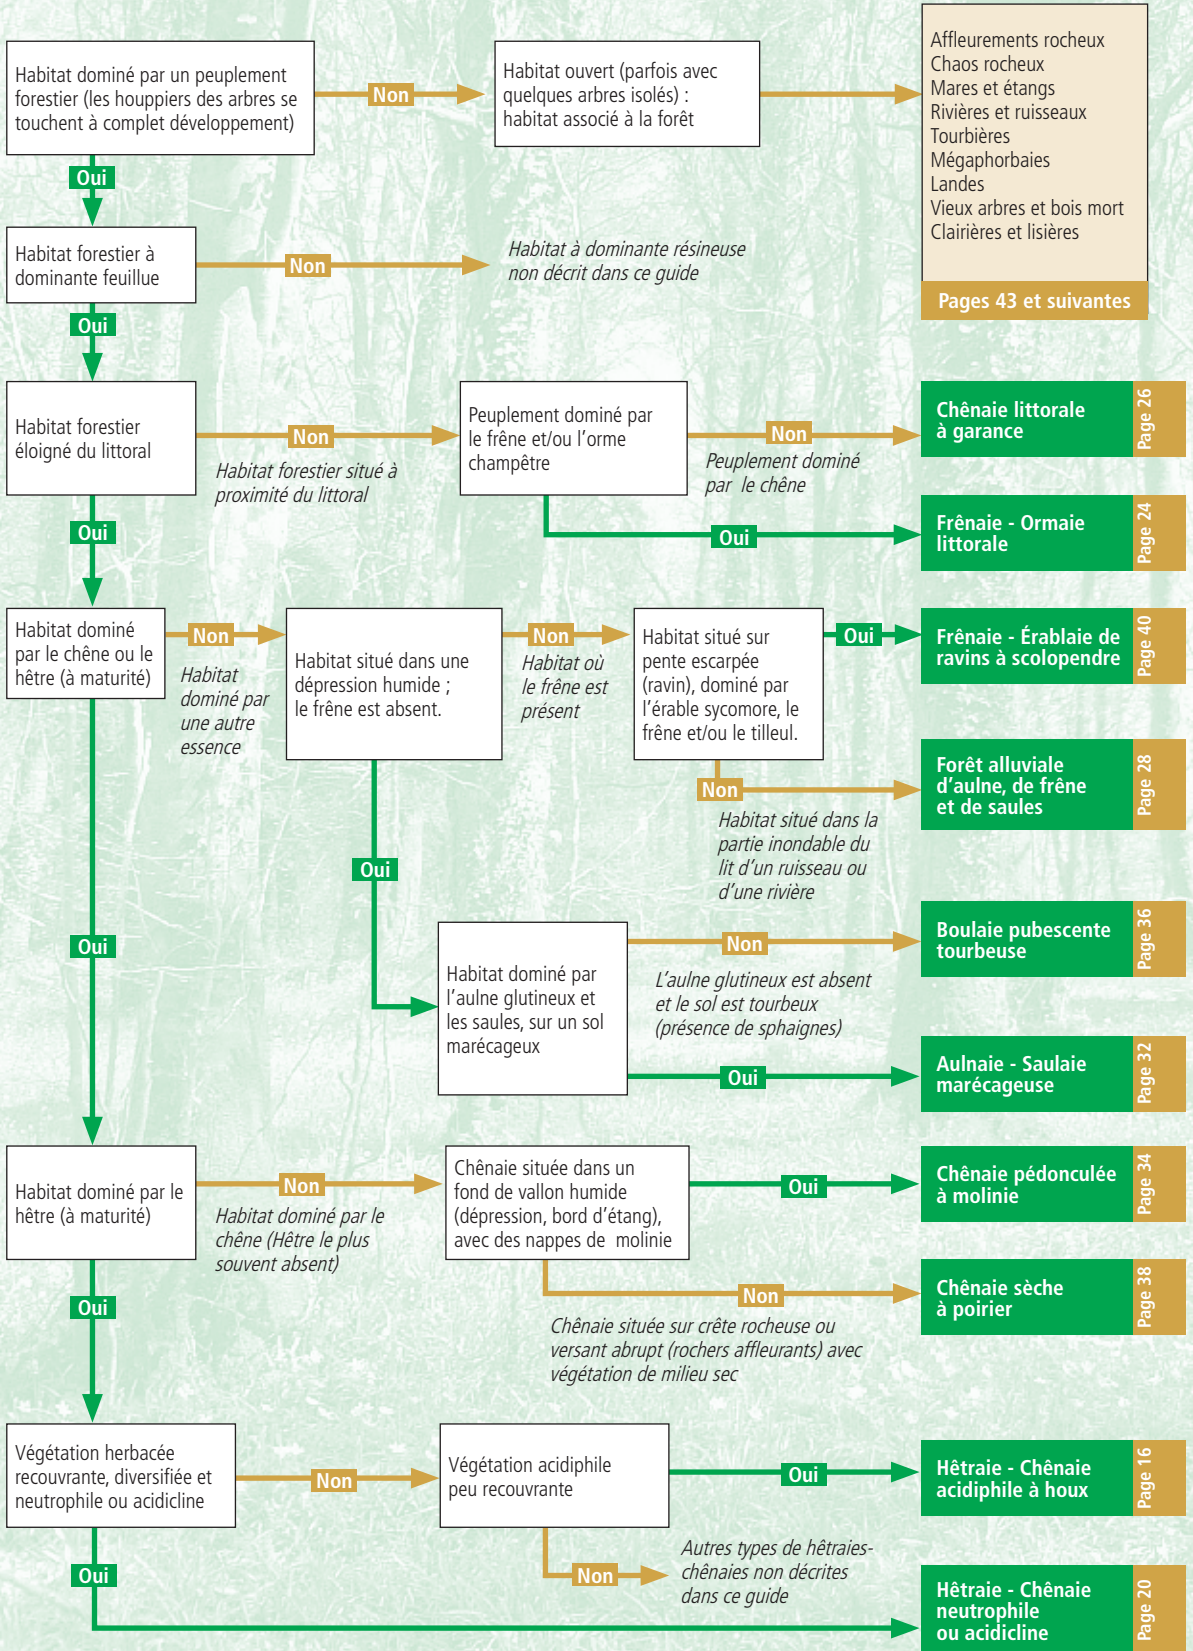 Habitat dominé par un peuplement
forestier (les houppiers des arbres se
touchent à complet développement)
Non
Habitat ouvert (parfois avec
quelques arbres isolés) :
habitat associé à la forêt
Affleurements rocheux
Chaos rocheux
Mares et étangs
Rivières et ruisseaux
Tourbières
Mégaphorbaies
Landes
Vieux arbres et bois mort
Clairières et lisières
Pages 43 et suivantes
Oui
Habitat forestier à
dominante feuillue
Non
Habitat à dominante résineuse
non décrit dans ce guide
Oui
Habitat forestier
éloigné du littoral
Non
Habitat forestier situé à
proximité du littoral
Peuplement dominé par
le frêne et/ou l'orme
champêtre
Non
Peuplement dominé
par le chêne
Chênaie littorale
à garance
Page 26
Oui
Frênaie - Ormaie
littorale
Page 24
Oui
Habitat dominé
par le chêne ou le
hêtre (à maturité)
Non
Habitat
dominé par
une autre
essence
Habitat situé dans une
dépression humide ;
le frêne est absent.
Non
Habitat où
le frêne est
présent
Habitat situé sur
pente escarpée
(ravin), dominé par
l'érable sycomore, le
frêne et/ou le tilleul.
Oui
Frênaie - Érablaie de
ravins à scolopendre
Page 40
Non
Habitat situé dans la
partie inondable du
lit d'un ruisseau ou
d'une rivière
Forêt alluviale
d'aulne, de frêne
et de saules
Page 28
Oui
Habitat dominé par
l'aulne glutineux et
les saules, sur un sol
marécageux
Non
L'aulne glutineux est absent
et le sol est tourbeux
(présence de sphaignes)
Boulaie pubescente
tourbeuse
Page 36
Oui
Aulnaie - Saulaie
marécageuse
Page 32
Oui
Habitat dominé par le
hêtre (à maturité)
Non
Habitat dominé par le
chêne (Hêtre le plus
souvent absent)
Chênaie située dans un
fond de vallon humide
(dépression, bord d'étang),
avec des nappes de molinie
Oui
Chênaie pédonculée
à molinie
Page 34
Non
Chênaie située sur crête rocheuse ou
versant abrupt (rochers affleurants) avec
végétation de milieu sec
Chênaie sèche
à poirier
Page 38
Oui
Végétation herbacée
recouvrante, diversifiée et
neutrophile ou acidicline
Non
Végétation acidiphile
peu recouvrante
Oui
Hêtraie - Chênaie
acidiphile à houx
Page 16
Non
Autres types de hêtraies-
chênaies non décrites
dans ce guide
Oui
Hêtraie - Chênaie
neutrophile
ou acidicline
Page 20